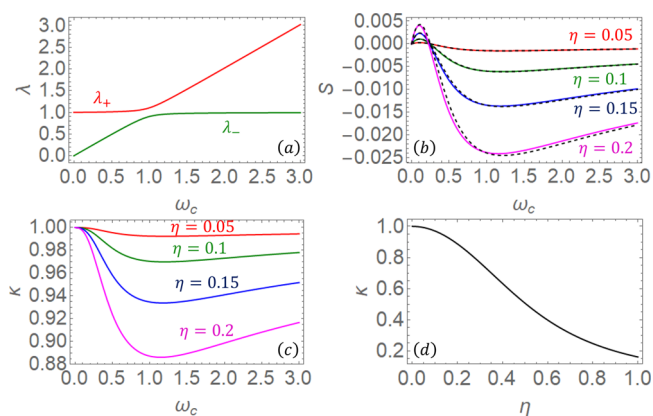 3.0
2.5
2.0
1.5
1.0
0.5
0.0
λ
λ+
λ−
(a)
0.0 0.5 1.0 1.5 2.0 2.5 3.0
ωc
0.005
0.000
−0.005
−0.010
−0.015
−0.020
−0.025
S
η = 0.05
η = 0.1
η = 0.15
η = 0.2
(b)
0.0 0.5 1.0 1.5 2.0 2.5 3.0
ωc
1.00
0.98
0.96
0.94
0.92
0.90
0.88
κ
η = 0.05
η = 0.1
η = 0.15
η = 0.2
(c)
0.0 0.5 1.0 1.5 2.0 2.5 3.0
ωc
1.0
0.8
0.6
0.4
0.2
κ
(d)
0.0 0.2 0.4 0.6 0.8 1.0
η